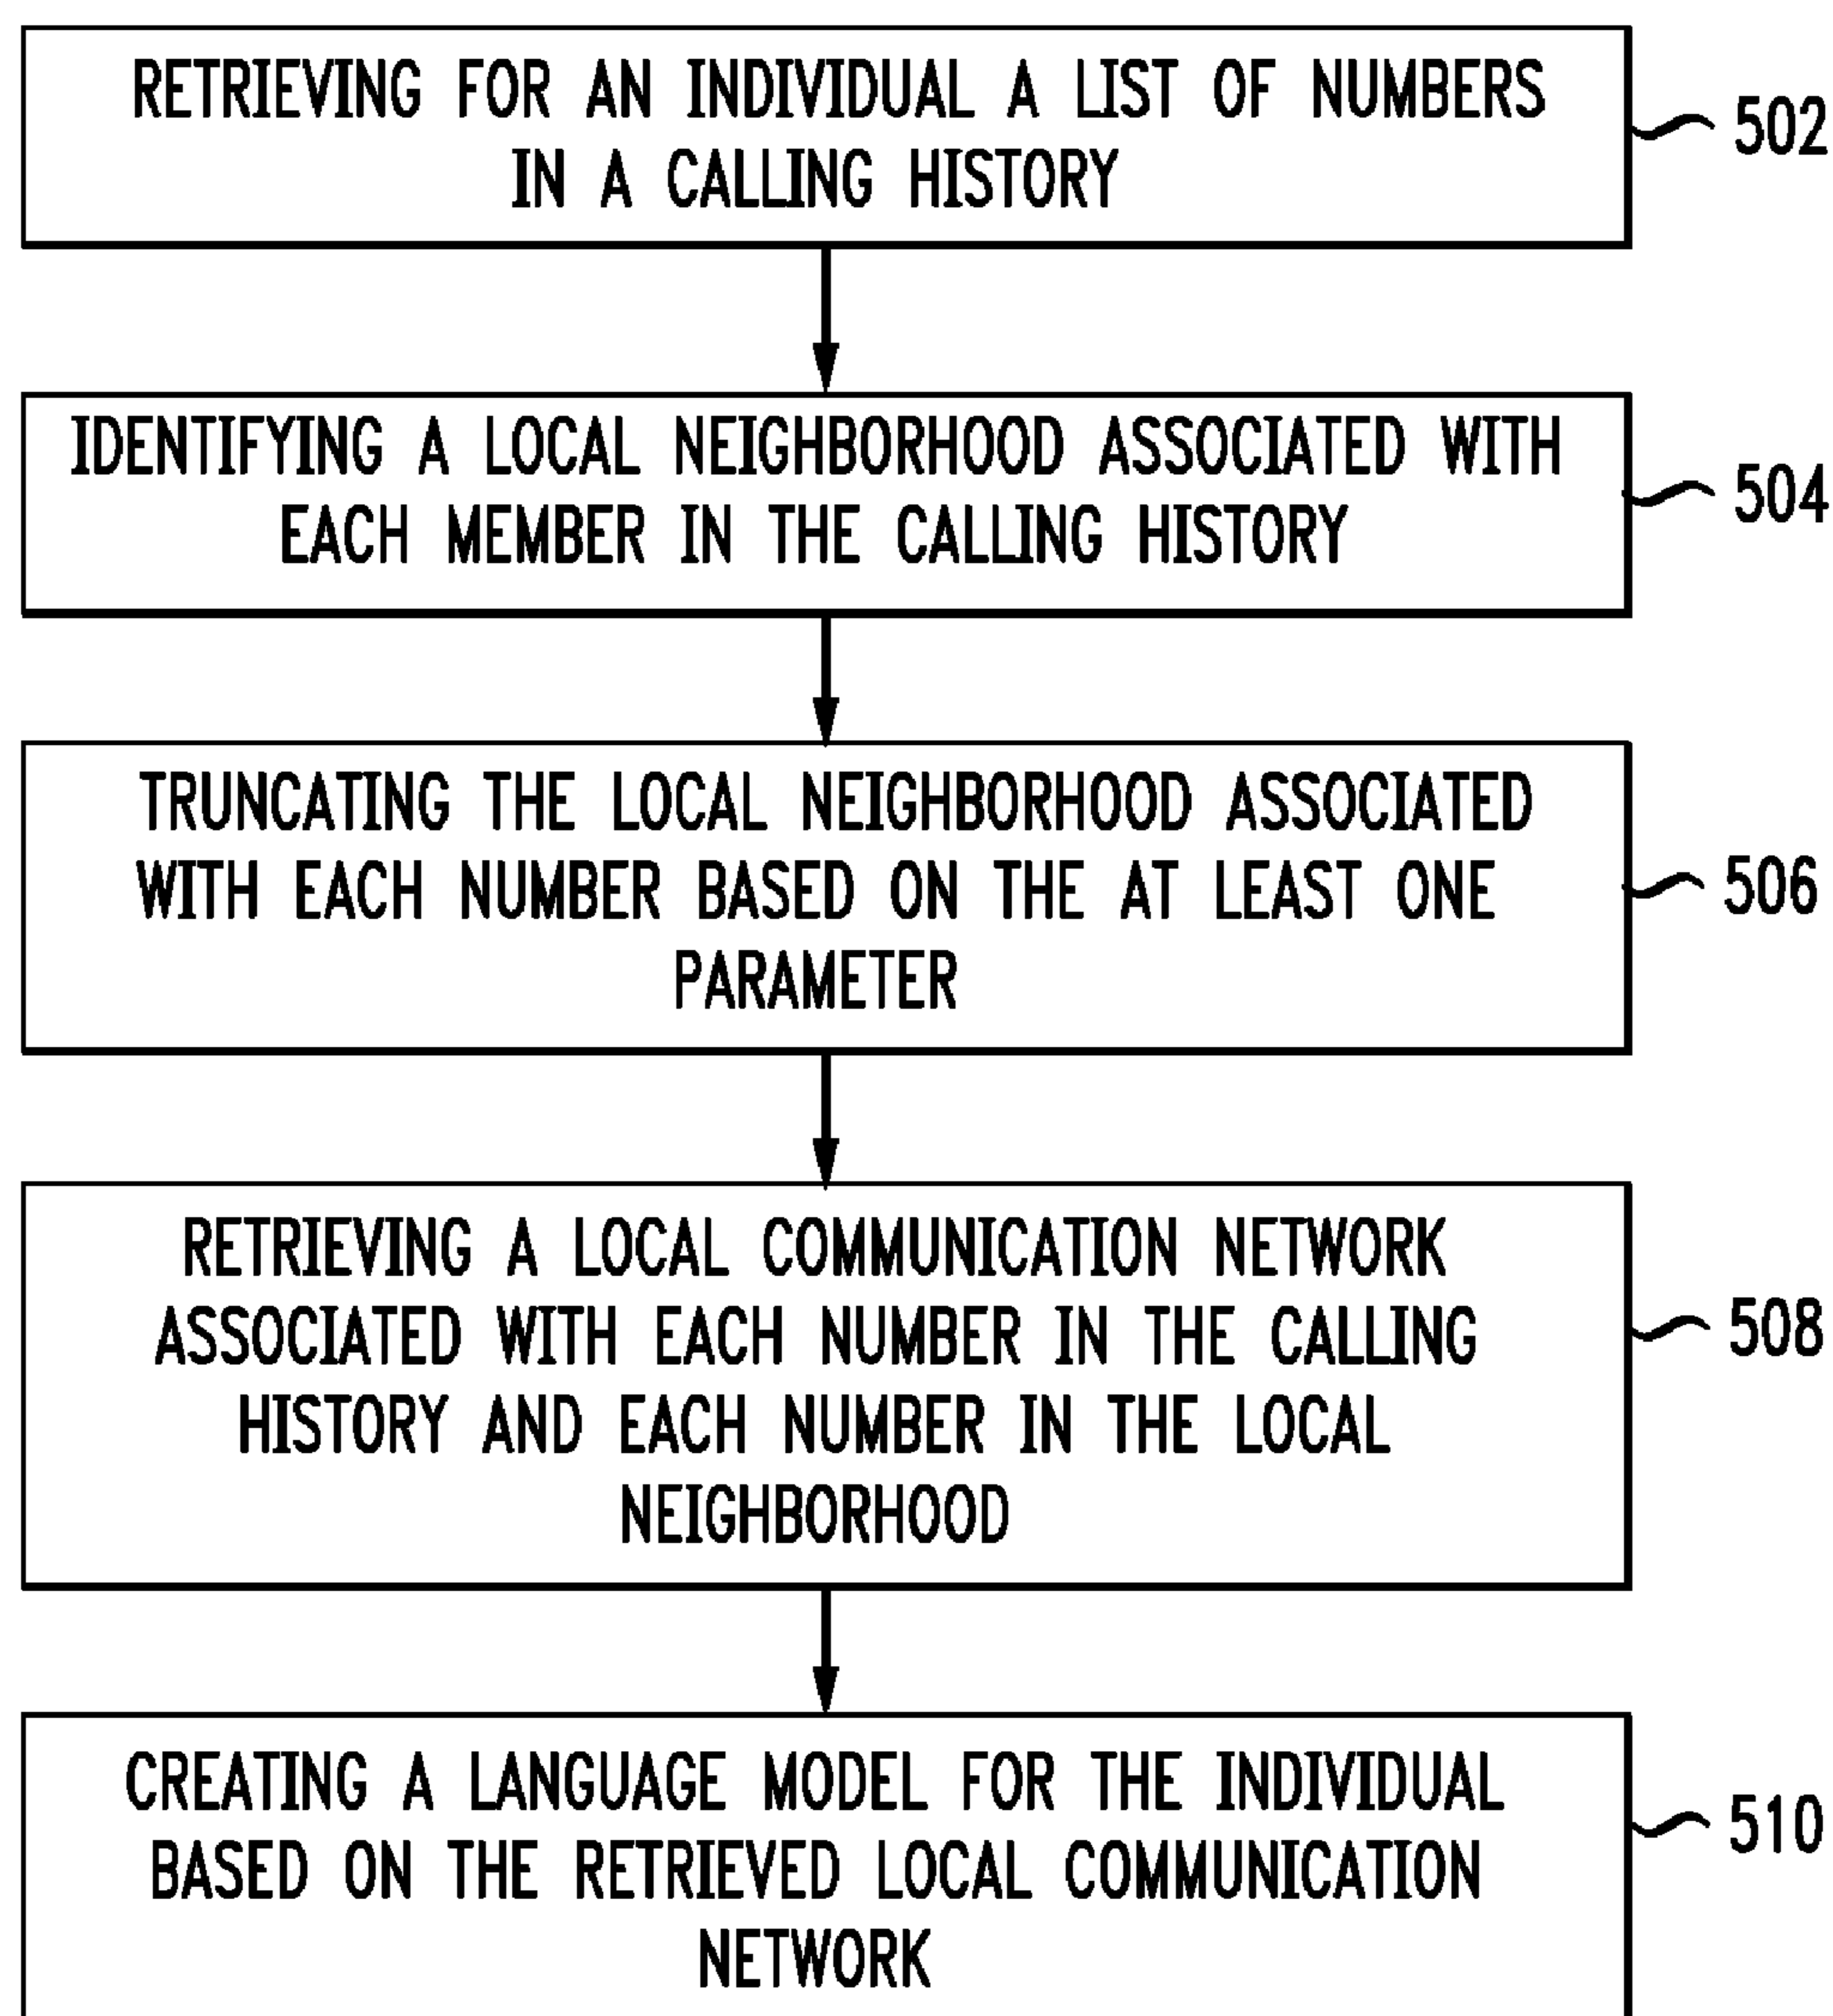 RETRIEVING FOR AN INDIVIDUAL A LIST OF NUMBERS
IN A CALLING HISTORY
502
IDENTIFYING A LOCAL NEIGHBORHOOD ASSOCIATED WITH
EACH MEMBER IN THE CALLING HISTORY
504
TRUNCATING THE LOCAL NEIGHBORHOOD ASSOCIATED
WITH EACH NUMBER BASED ON THE AT LEAST ONE
PARAMETER
506
RETRIEVING A LOCAL COMMUNICATION NETWORK
ASSOCIATED WITH EACH NUMBER IN THE CALLING
HISTORY AND EACH NUMBER IN THE LOCAL
NEIGHBORHOOD
508
CREATING A LANGUAGE MODEL FOR THE INDIVIDUAL
BASED ON THE RETRIEVED LOCAL COMMUNICATION
NETWORK
510